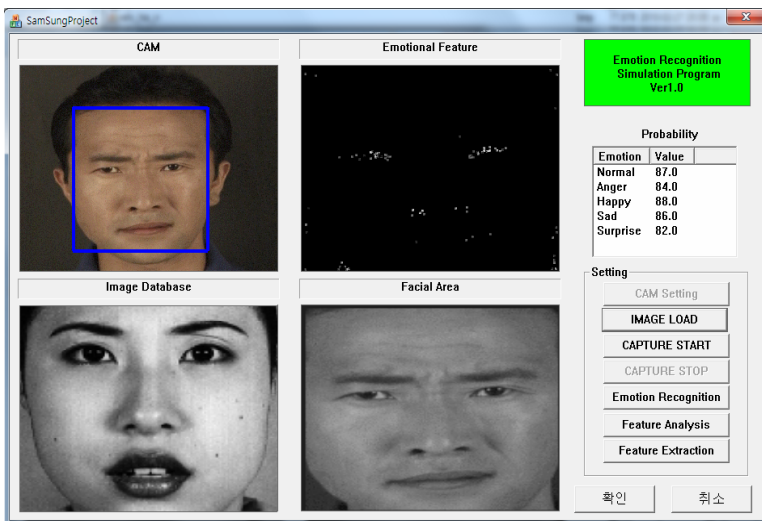 SamSungProject
CAM
Emotional Feature
Emotion Recognition
Simulation Program
Ver1.0
Probability
Emotion Value
Normal 87.0
Anger 84.0
Happy 88.0
Sad 86.0
Surprise 82.0
Image Database
Facial Area
Setting
CAM Setting
IMAGE LOAD
CAPTURE START
CAPTURE STOP
Emotion Recognition
Feature Analysis
Feature Extraction
확인 취소